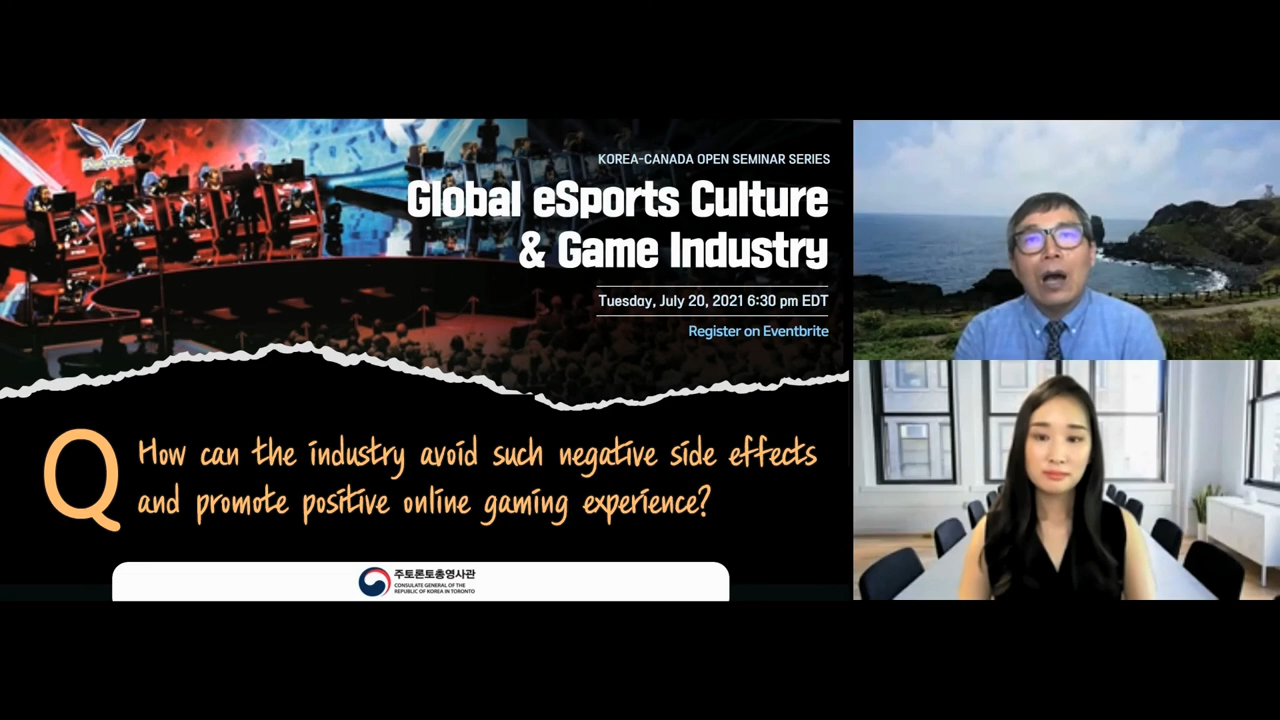 KOREA-CANADA OPEN SEMINAR SERIES
Global eSports Culture
& Game Industry
Tuesday, July 20, 2021 6:30 pm EDT
Register on Eventbrite
Q How can the industry avoid such negative side effects
and promote positive online gaming experience?
주토론토총영사관
CONSULATE GENERAL OF THE
REPUBLIC OF KOREA IN TORONTO